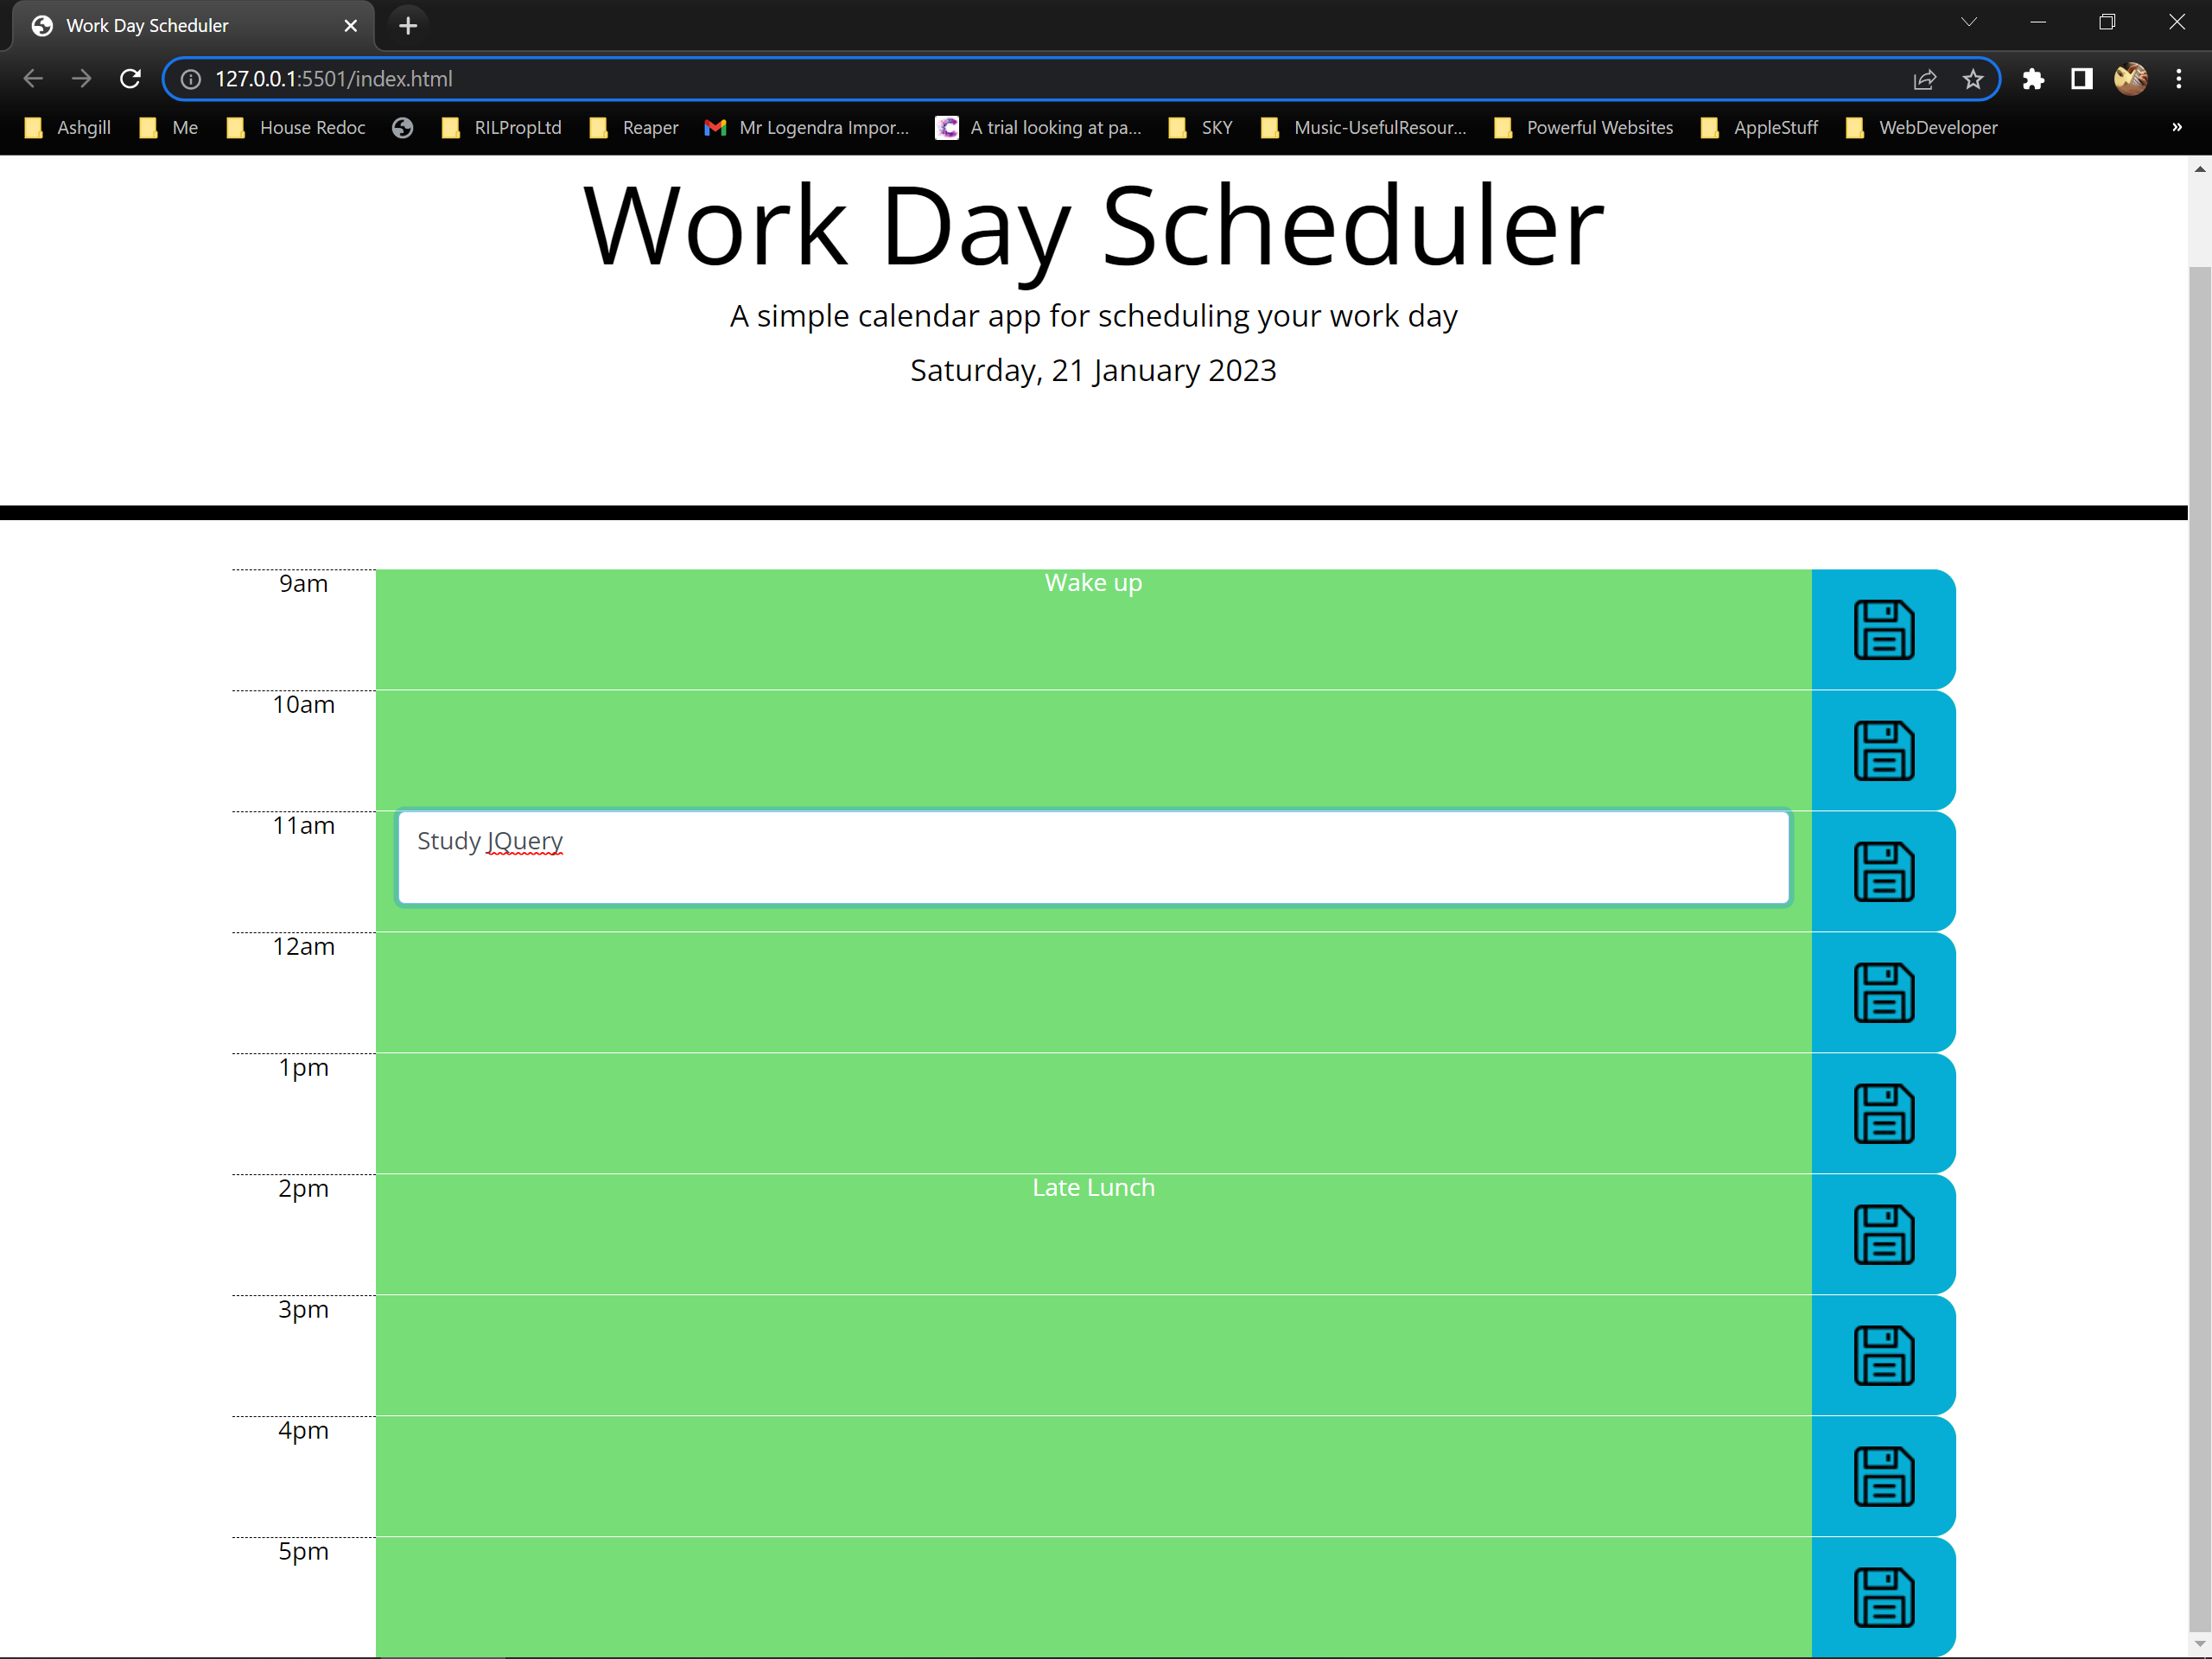 Work Day Scheduler
127.0.0.1:5501/index.html
Ashgill Me House Redoc RILPropLtd Reaper Mr Logendra Impor... A trial looking at pa... SKY Music-UsefulResour... Powerful Websites AppleStuff WebDeveloper »
Work Day Scheduler
A simple calendar app for scheduling your work day
Saturday, 21 January 2023
9am Wake up
10am
11am Study JQuery
12am
1pm
2pm Late Lunch
3pm
4pm
5pm